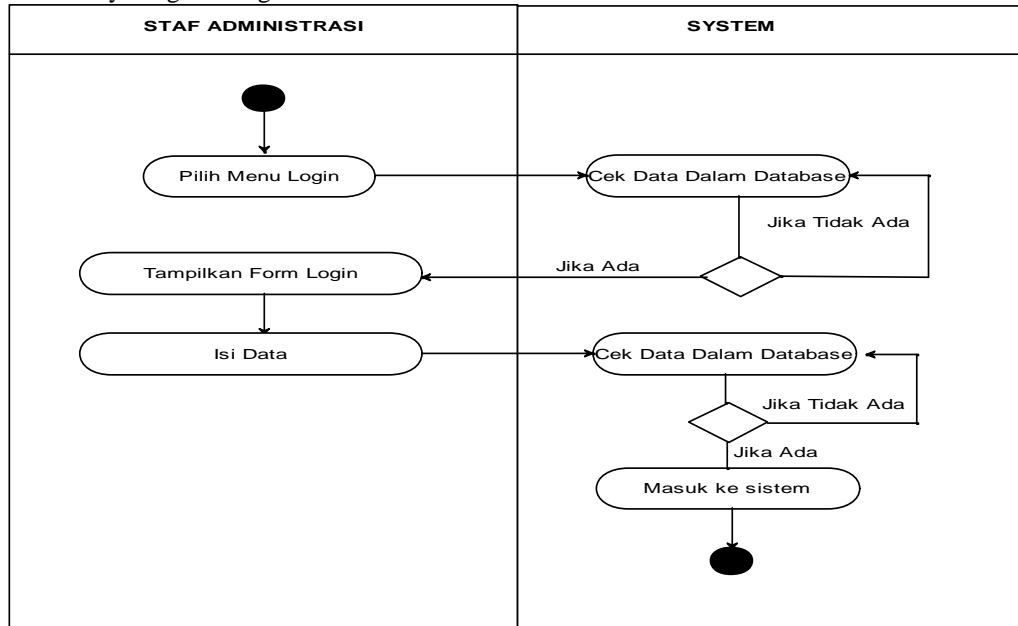 STAF ADMINISTRASI
SYSTEM
Pilih Menu Login
Cek Data Dalam Database
Jika Tidak Ada
Tampilkan Form Login
Jika Ada
Isi Data
Cek Data Dalam Database
Jika Tidak Ada
Jika Ada
Masuk ke sistem